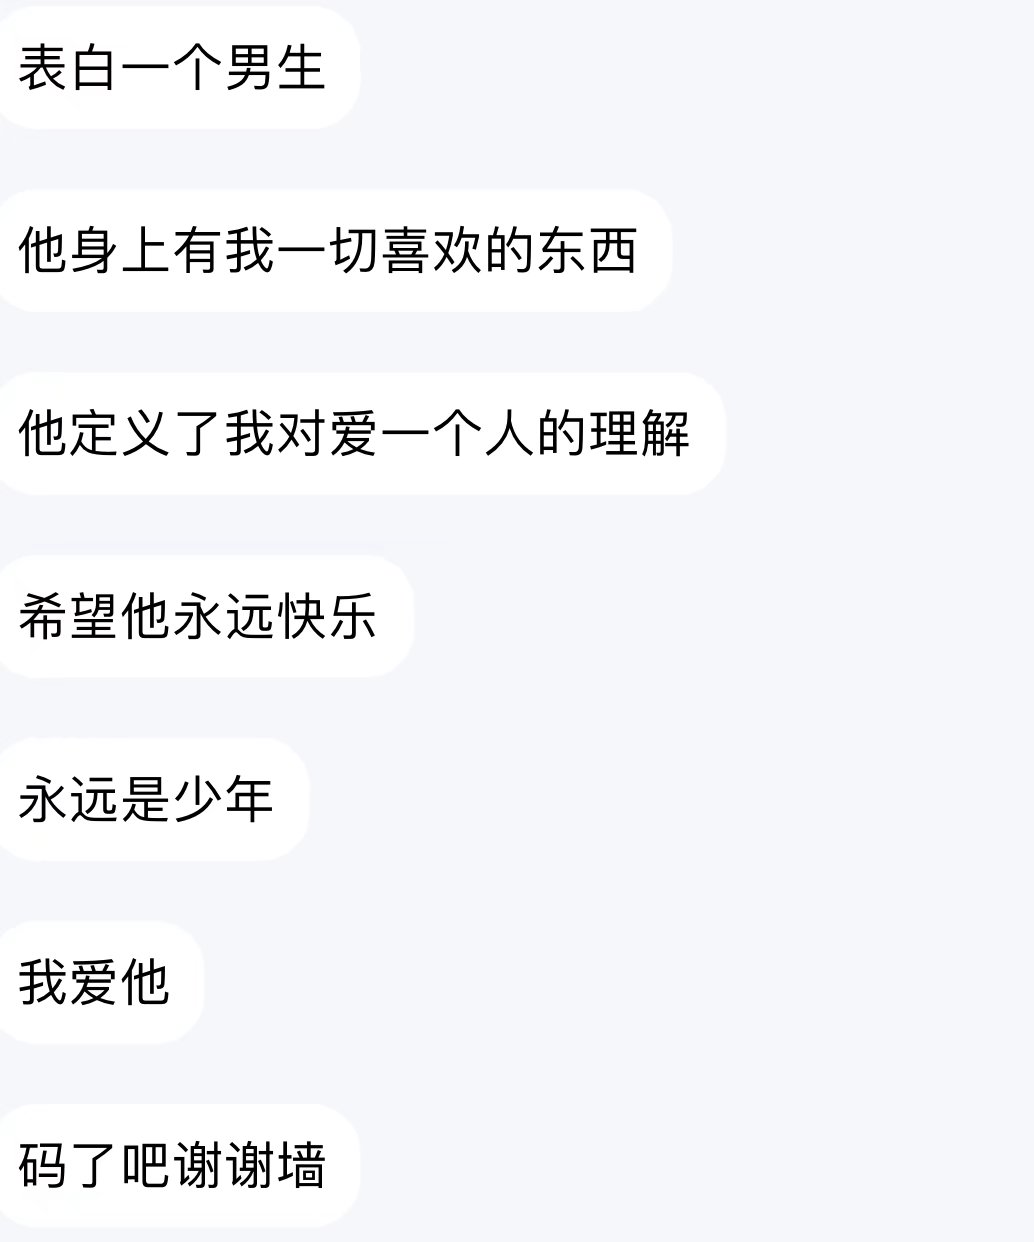 表白一个男生
他身上有我一切喜欢的东西
他定义了我对爱一个人的理解
希望他永远快乐
永远是少年
我爱他
码了吧谢谢墙